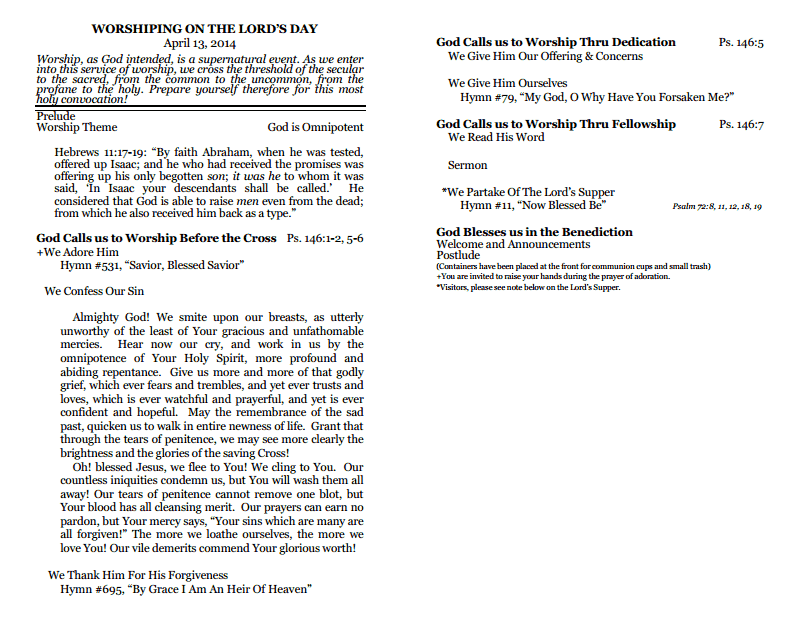 WORSHIPING ON THE LORD'S DAY
April 13, 2014
Worship, as God intended, is a supernatural event. As we enter
into this service of worship, we cross the threshold of the secular
to the sacred, from the common to the uncommon, from the
profane to the holy. Prepare yourself therefore for this most
holy convocation!
Prelude
Worship Theme God is Omnipotent
Hebrews 11:17-19: “By faith Abraham, when he was tested,
offered up Isaac; and he who had received the promises was
offering up his only begotten son; it was he to whom it was
said, ‘In Isaac your descendants shall be called.’ He
considered that God is able to raise men even from the dead;
from which he also received him back as a type.”
God Calls us to Worship Before the Cross Ps. 146:1-2, 5-6
+We Adore Him
Hymn #531, “Savior, Blessed Savior”
We Confess Our Sin
Almighty God! We smite upon our breasts, as utterly
unworthy of the least of Your gracious and unfathomable
mercies. Hear now our cry, and work in us by the
omnipotence of Your Holy Spirit, more profound and
abiding repentance. Give us more and more of that godly
grief, which ever fears and trembles, and yet ever trusts and
loves, which is ever watchful and prayerful, and yet is ever
confident and hopeful. May the remembrance of the sad
past, quicken us to walk in entire newness of life. Grant that
through the tears of penitence, we may see more clearly the
brightness and the glories of the saving Cross!
Oh! blessed Jesus, we flee to You! We cling to You. Our
countless iniquities condemn us, but You will wash them all
away! Our tears of penitence cannot remove one blot, but
Your blood has all cleansing merit. Our prayers can earn no
pardon, but Your mercy says, “Your sins which are many are
all forgiven!” The more we loathe ourselves, the more we
love You! Our vile demerits commend Your glorious worth!
We Thank Him For His Forgiveness
Hymn #695, “By Grace I Am An Heir Of Heaven”
God Calls us to Worship Thru Dedication Ps. 146:5
We Give Him Our Offering & Concerns
We Give Him Ourselves
Hymn #79, “My God, O Why Have You Forsaken Me?”
God Calls us to Worship Thru Fellowship Ps. 146:7
We Read His Word
Sermon
*We Partake Of The Lord's Supper
Hymn #11, “Now Blessed Be” Psalm 72:8, 11, 12, 18, 19
God Blesses us in the Benediction
Welcome and Announcements
Postlude
(Containers have been placed at the front for communion cups and small trash)
+You are invited to raise your hands during the prayer of adoration.
*Visitors, please see note below on the Lord's Supper.